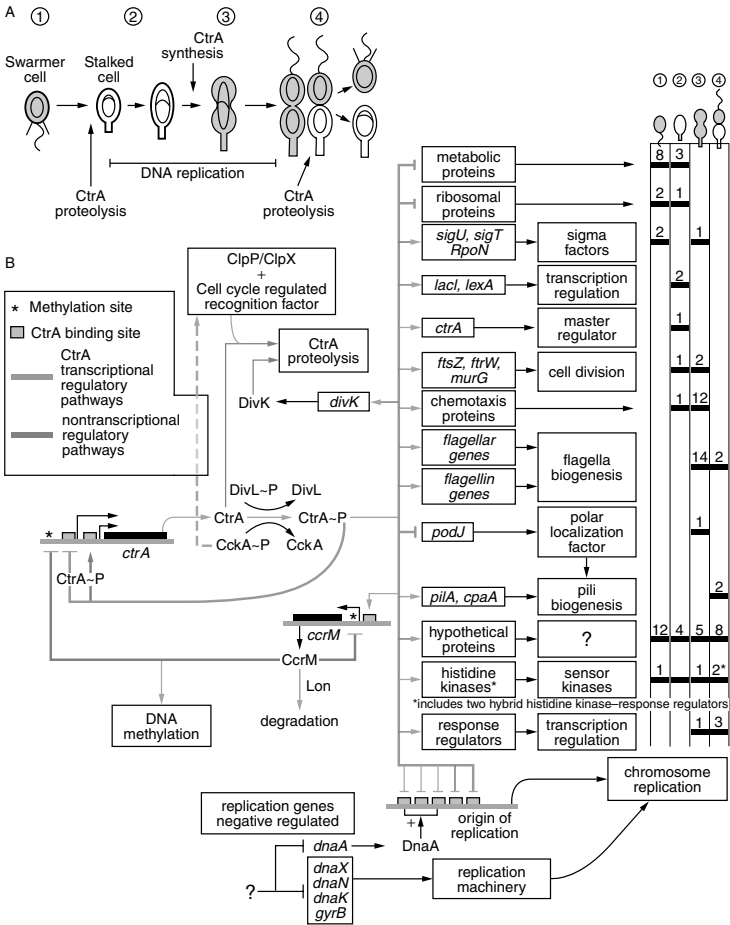 A
① ② ③ ④
CtrA
synthesis
Swarmer
cell
Stalked
cell
DNA replication
CtrA
proteolysis
CtrA
proteolysis
① ② ③ ④
B
* Methylation site
CtrA binding site
CtrA
transcriptional
regulatory
pathways
nontranscriptional
regulatory
pathways
ClpP/ClpX
+
Cell cycle regulated
recognition factor
CtrA
proteolysis
DivK
divK
DivL~P DivL
CtrA CtrA~P
CckA~P CckA
*
ctrA
CtrA~P
*
ccrM
CcrM
Lon
degradation
DNA
methylation
metabolic
proteins
8 3
ribosomal
proteins
2 1
sigU, sigT
RpoN
sigma
factors
2 1
lacI, lexA
transcription
regulation
2
ctrA
master
regulator
1
ftsZ, ftrW,
murG
cell division
1 2
chemotaxis
proteins
1 12
flagellar
genes
flagellin
genes
flagella
biogenesis
14 2
podJ
polar
localization
factor
1
pilA, cpaA
pili
biogenesis
2
hypothetical
proteins
?
12 4 5 8
histidine
kinases*
sensor
kinases
1 1 2*
*includes two hybrid histidine kinase–response regulators
response
regulators
transcription
regulation
1 3
chromosome
replication
origin of
replication
+
DnaA
replication genes
negative regulated
dnaA
?
dnaX
dnaN
dnaK
gyrB
replication
machinery